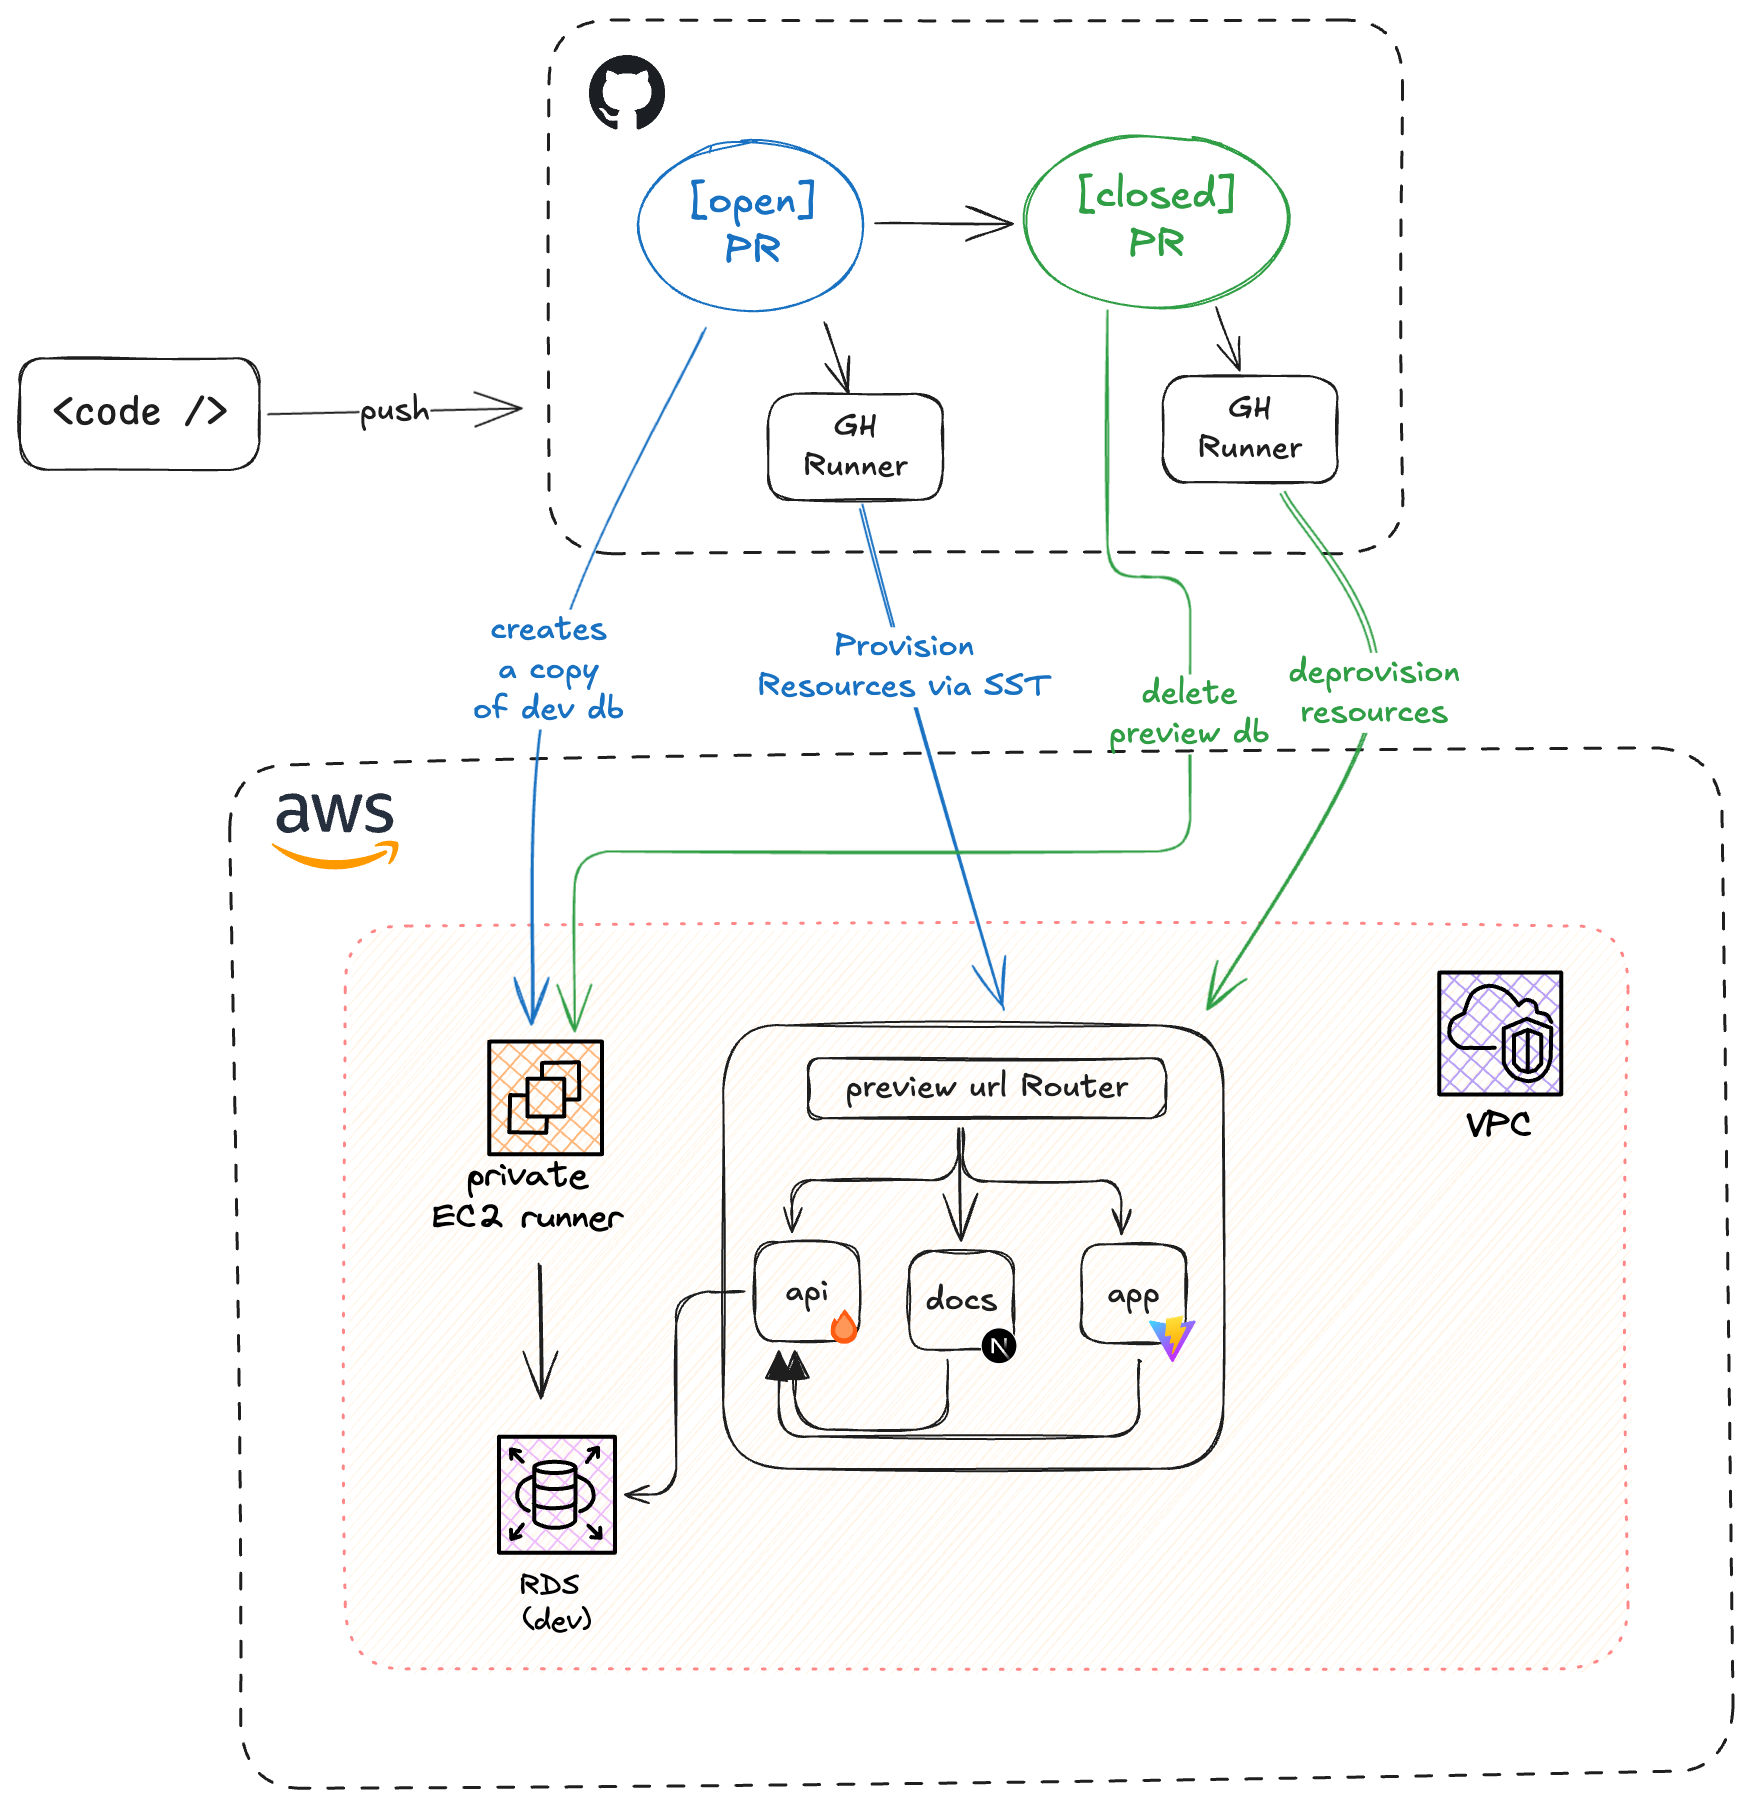 [open]
PR
[closed]
PR
<code />
push
GH
Runner
GH
Runner
creates
a copy
of dev db
Provision
Resources via SST
delete
preview db
deprovision
resources
aws
preview url Router
VPC
private
EC2 runner
api
docs
app
N
RDS
(dev)